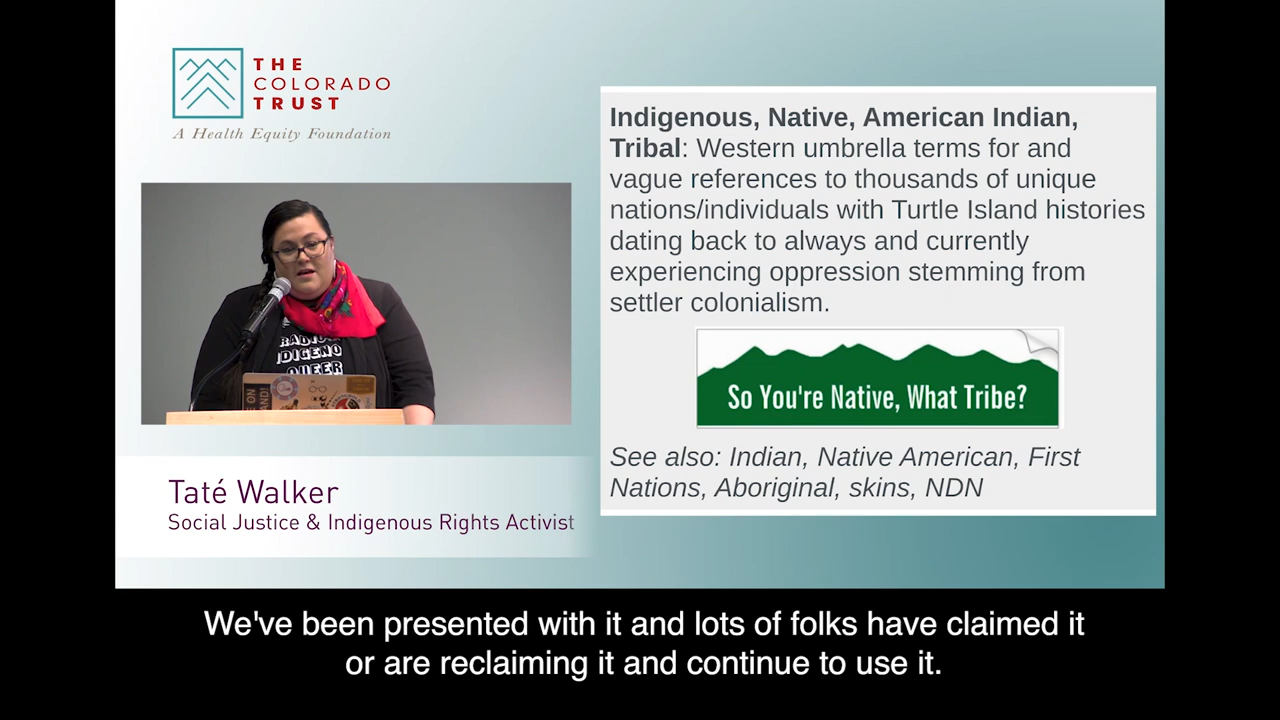 THE
COLORADO
TRUST
A Health Equity Foundation
RADIC
INDIGENO
QUEER
Taté Walker
Social Justice & Indigenous Rights Activist
Indigenous, Native, American Indian,
Tribal: Western umbrella terms for and
vague references to thousands of unique
nations/individuals with Turtle Island histories
dating back to always and currently
experiencing oppression stemming from
settler colonialism.
So You're Native, What Tribe?
See also: Indian, Native American, First
Nations, Aboriginal, skins, NDN
We've been presented with it and lots of folks have claimed it
or are reclaiming it and continue to use it.